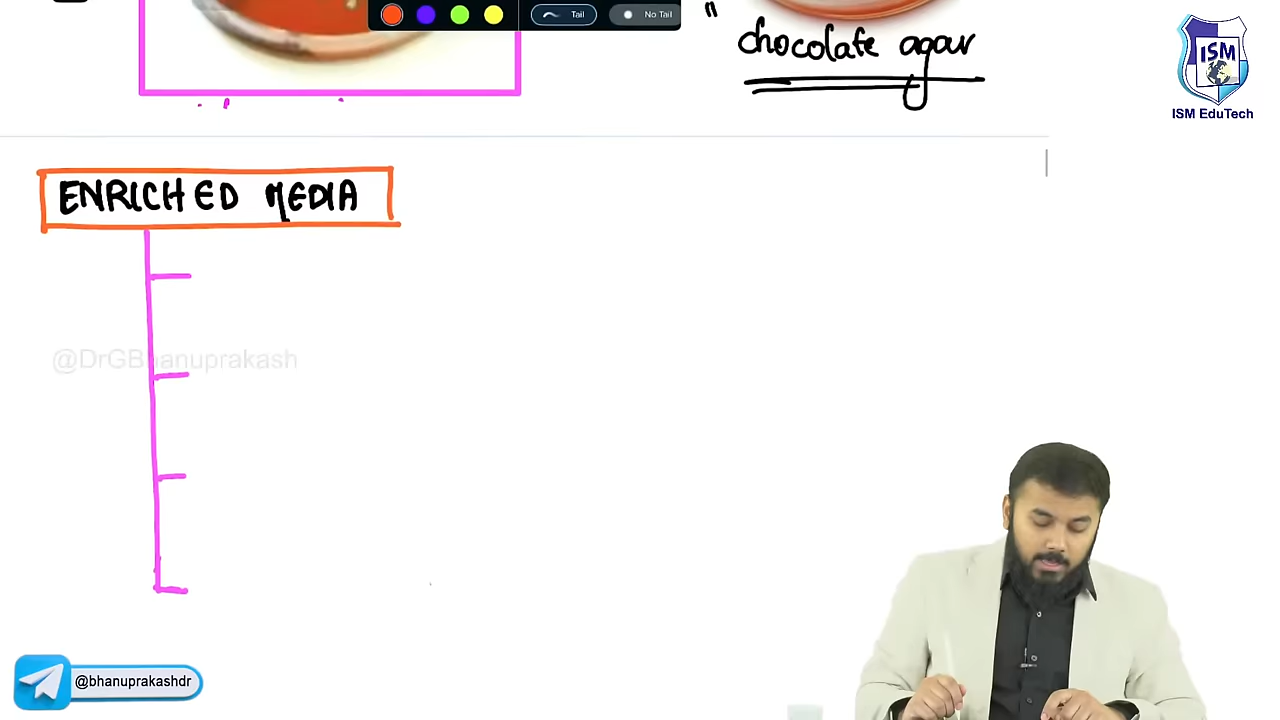 Tail
No Tail
"
chocolate agar
ISM
ISM EduTech
ENRICHED MEDIA
@DrGBhanuprakash
@bhanuprakashdr